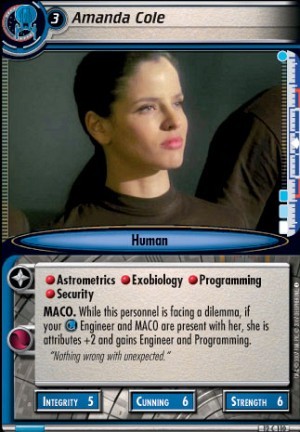 3 Amanda Cole
Human
Astrometrics Exobiology Programming
Security
MACO. While this personnel is facing a dilemma, if
your Engineer and MACO are present with her, she is
attributes +2 and gains Engineer and Programming.
"Nothing wrong with unexpected."
INTEGRITY 5 CUNNING 6 STRENGTH 6